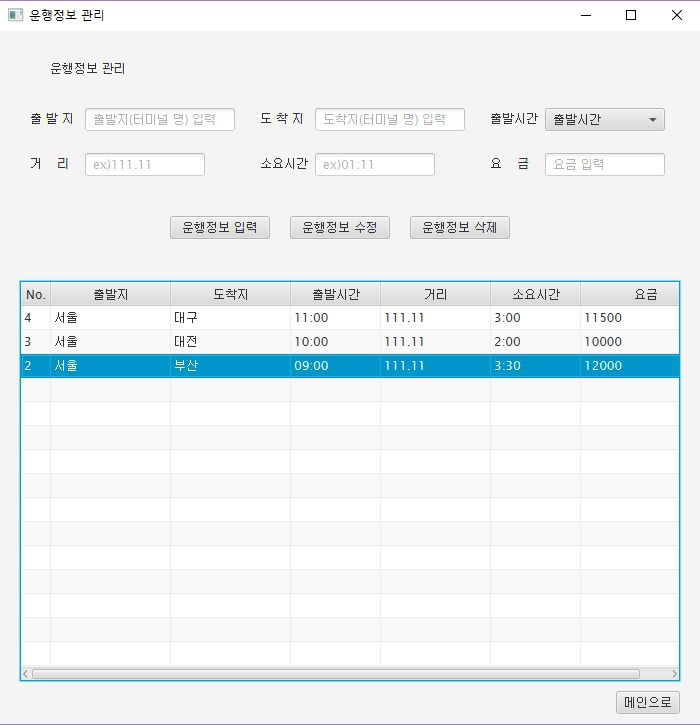 운행정보 관리
운행정보 관리
출 발 지 출발지(터미널 명) 입력 도 착 지 도착지(터미널 명) 입력 출발시간 출발시간
거 리 ex)111.11 소요시간 ex)01:11 요 금 요금 입력
운행정보 입력 운행정보 수정 운행정보 삭제
No. 출발지 도착지 출발시간 거리 소요시간 요금
4 서울 대구 11:00 111.11 3:00 11500
3 서울 대전 10:00 111.11 2:00 10000
2 서울 부산 09:00 111.11 3:30 12000
메인으로